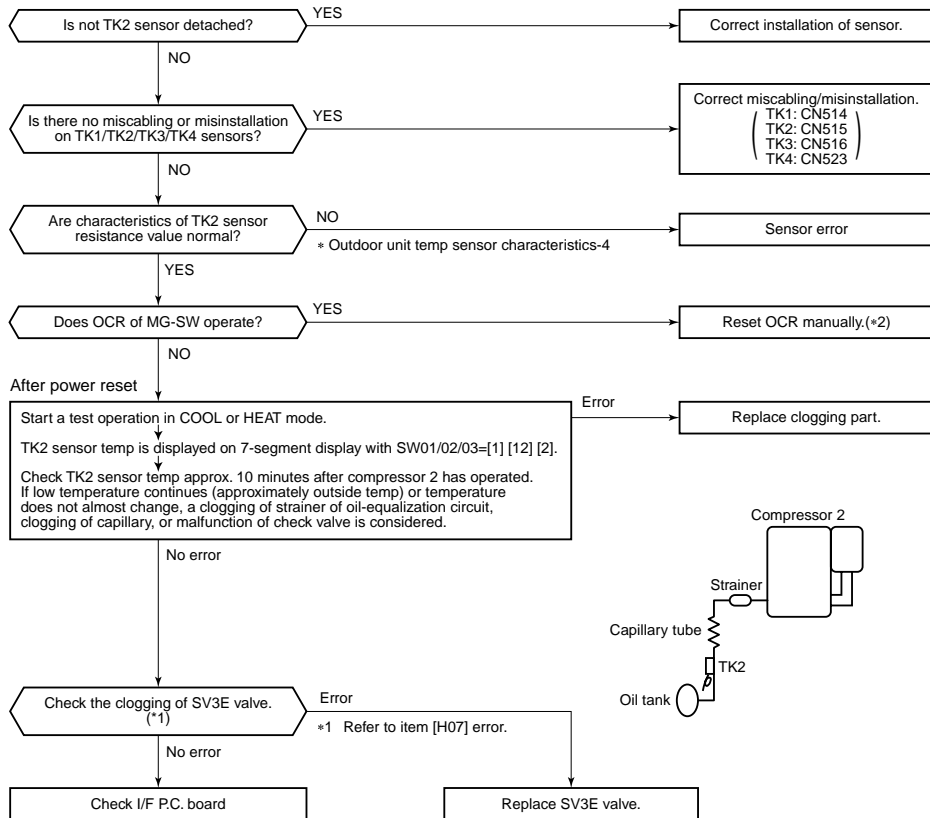 Is not TK2 sensor detached?
YES
Correct installation of sensor.
NO
Is there no miscabling or misinstallation
on TK1/TK2/TK3/TK4 sensors?
YES
Correct miscabling/misinstallation.
( TK1: CN514
TK2: CN515
TK3: CN516
TK4: CN523 )
NO
Are characteristics of TK2 sensor
resistance value normal?
NO
* Outdoor unit temp sensor characteristics-4
Sensor error
YES
Does OCR of MG-SW operate?
YES
Reset OCR manually.(*2)
NO
After power reset
Start a test operation in COOL or HEAT mode.
TK2 sensor temp is displayed on 7-segment display with SW01/02/03=[1] [12] [2].
Check TK2 sensor temp approx. 10 minutes after compressor 2 has operated.
If low temperature continues (approximately outside temp) or temperature
does not almost change, a clogging of strainer of oil-equalization circuit,
clogging of capillary, or malfunction of check valve is considered.
Error
Replace clogging part.
No error
Compressor 2
Strainer
Capillary tube
TK2
Oil tank
Check the clogging of SV3E valve.
(*1)
Error
*1 Refer to item [H07] error.
No error
Check I/F P.C. board
Replace SV3E valve.